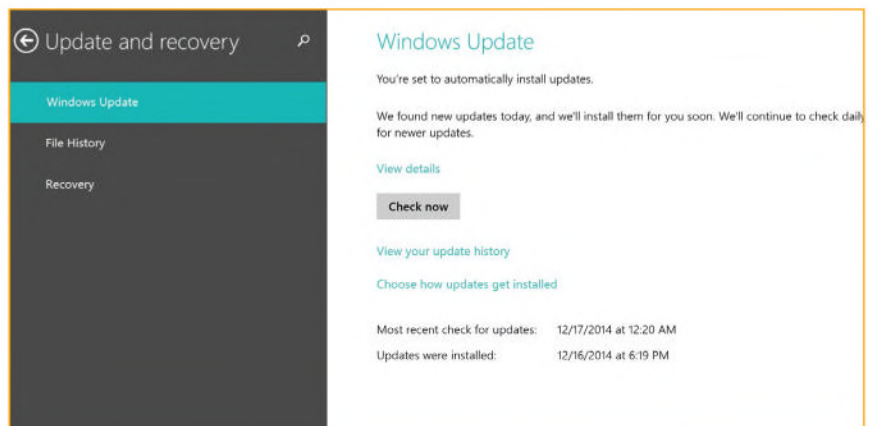 Update and recovery
Windows Update
File History
Recovery
Windows Update
You're set to automatically install updates.
We found new updates today, and we'll install them for you soon. We'll continue to check daily
for newer updates.
View details
Check now
View your update history
Choose how updates get installed
Most recent check for updates: 12/17/2014 at 12:20 AM
Updates were installed: 12/16/2014 at 6:19 PM